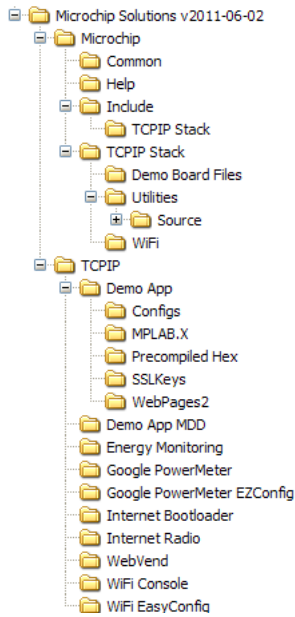 Microchip Solutions v2011-06-02
Microchip
Common
Help
Include
TCPIP Stack
TCPIP Stack
Demo Board Files
Utilities
Source
WiFi
TCPIP
Demo App
Configs
MPLAB.X
Precompiled Hex
SSLKeys
WebPages2
Demo App MDD
Energy Monitoring
Google PowerMeter
Google PowerMeter EZConfig
Internet Bootloader
Internet Radio
WebVend
WiFi Console
WiFi EasyConfig